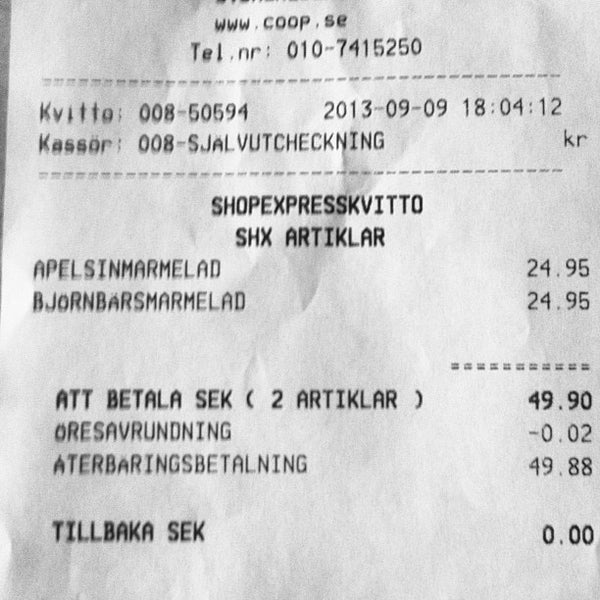 www.coop.se
Tel.nr: 010-7415250
Kvitto: 008-50594 2013-09-09 18:04:12
Kassör: 008-SJÄLVUTCHECKNING kr
SHOPEXPRESSKVITTO
SHX ARTIKLAR
APELSINMARMELAD 24.95
BJÖRNBÄRSMARMELAD 24.95
===========
ATT BETALA SEK ( 2 ARTIKLAR ) 49.90
ÖRESAVRUNDNING -0.02
ÅTERBÄRINGSBETALNING 49.88
TILLBAKA SEK 0.00